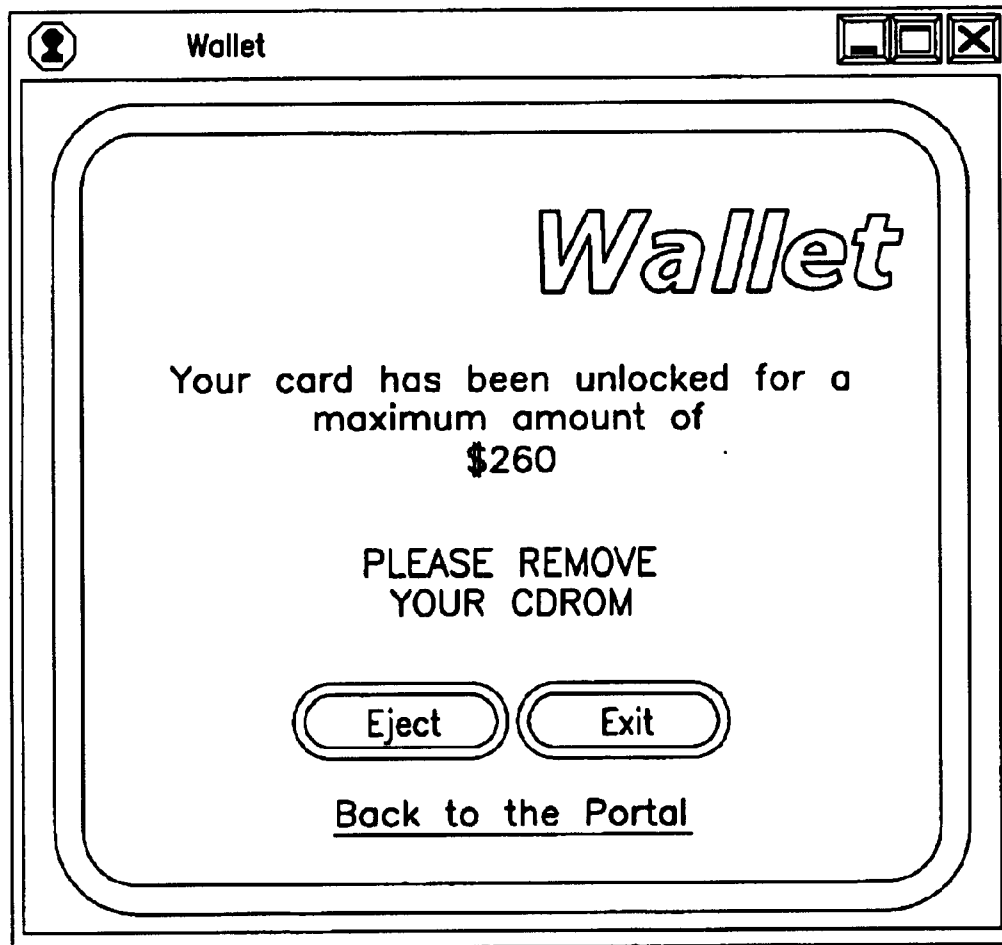 Wallet
Wallet
Your card has been unlocked for a
maximum amount of
$260
PLEASE REMOVE
YOUR CDROM
Eject Exit
Back to the Portal